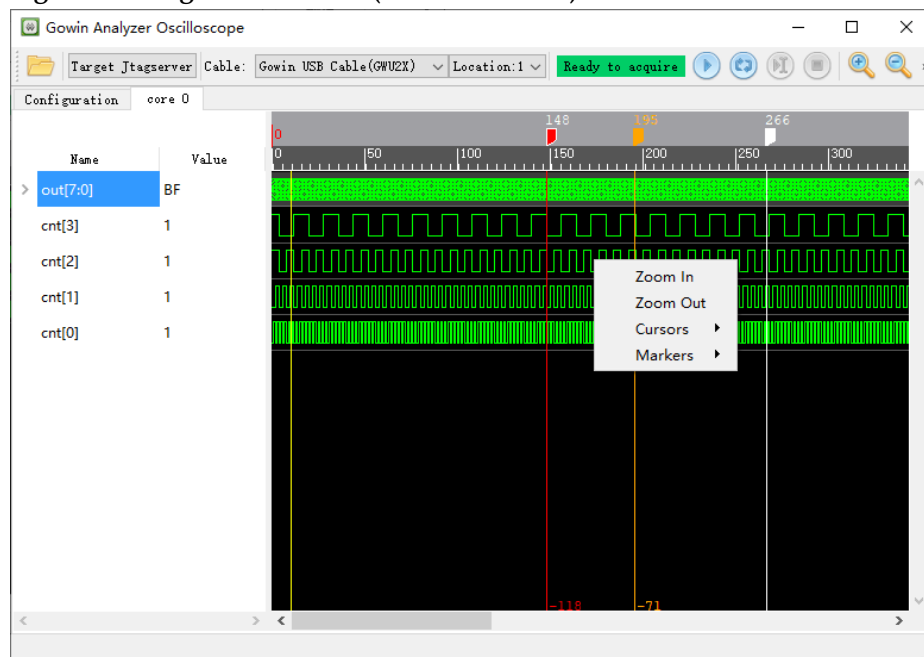 Gowin Analyzer Oscilloscope
Target Jtagserver Cable: Gowin USB Cable(GWU2X) Location:1 Ready to acquire
Configuration core 0
148 195 266
0
Name Value 0 50 100 150 200 250 300
out[7:0] BF
cnt[3] 1
cnt[2] 1
Zoom In
cnt[1] 1
Zoom Out
Cursors
cnt[0] 1
Markers
-118 -71